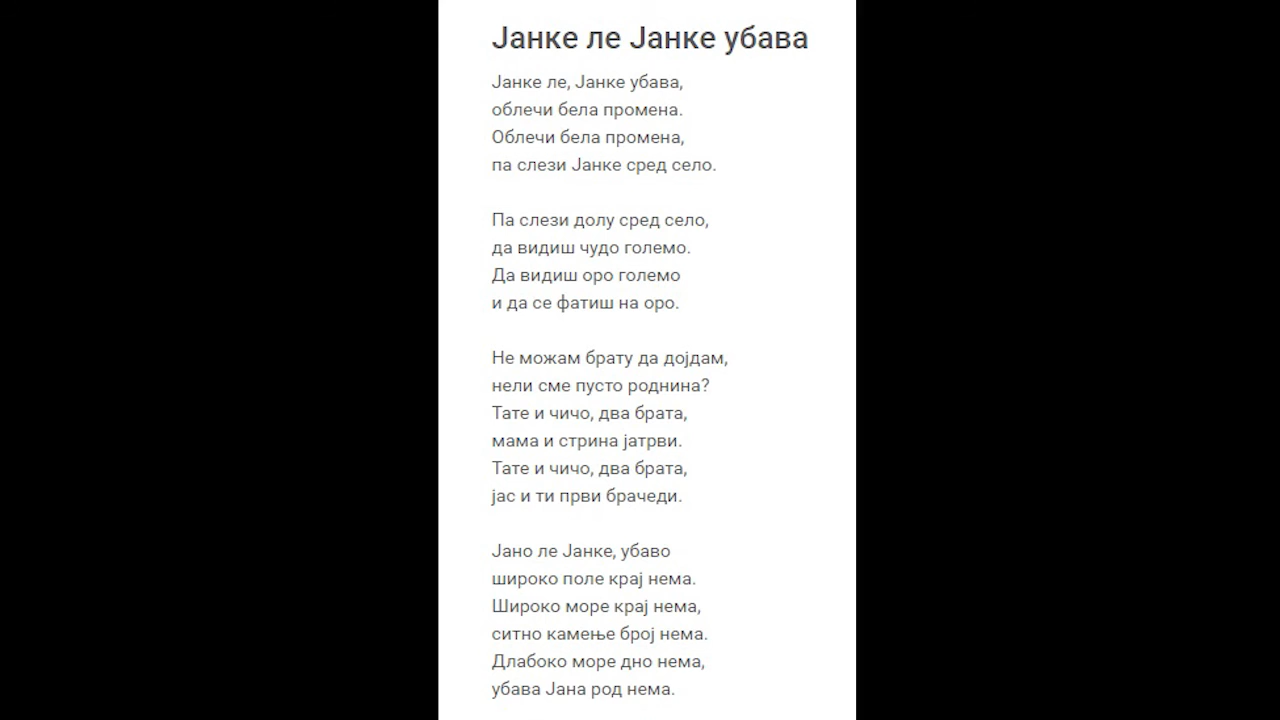 Јанке ле Јанке убава
Јанке ле, Јанке убава,
облечи бела промена.
Облечи бела промена,
па слези Јанке сред село.
Па слези долу сред село,
да видиш чудо големо.
Да видиш оро големо
и да се фатиш на оро.
Не можам брату да дојдам,
нели сме пусто роднина?
Тате и чичо, два брата,
мама и стрина јатрви.
Тате и чичо, два брата,
јас и ти први брачеди.
Јано ле Јанке, убаво
широко поле крај нема.
Широко море крај нема,
ситно камење број нема.
Длабоко море дно нема,
убава Јана род нема.